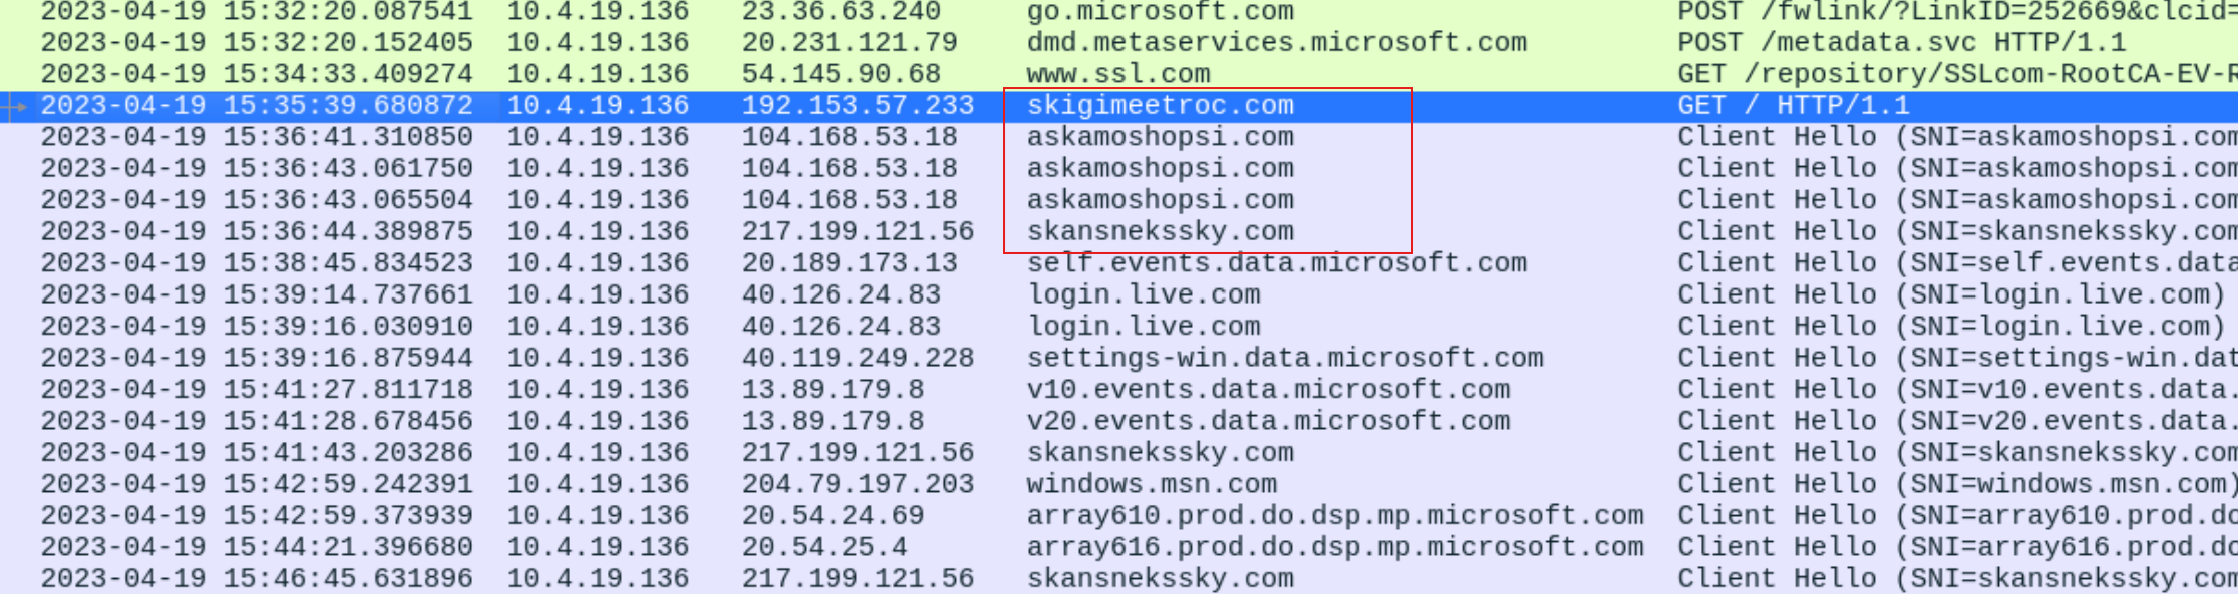 2023-04-19 15:32:20.087541 10.4.19.136 23.36.63.240 go.microsoft.com POST /fwlink/?LinkID=252669&clcid=
2023-04-19 15:32:20.152405 10.4.19.136 20.231.121.79 dmd.metaservices.microsoft.com POST /metadata.svc HTTP/1.1
2023-04-19 15:34:33.409274 10.4.19.136 54.145.90.68 www.ssl.com GET /repository/SSLcom-RootCA-EV-R
2023-04-19 15:35:39.680872 10.4.19.136 192.153.57.233 skigimeetroc.com GET / HTTP/1.1
2023-04-19 15:36:41.310850 10.4.19.136 104.168.53.18 askamoshopsi.com Client Hello (SNI=askamoshopsi.com
2023-04-19 15:36:43.061750 10.4.19.136 104.168.53.18 askamoshopsi.com Client Hello (SNI=askamoshopsi.com
2023-04-19 15:36:43.065504 10.4.19.136 104.168.53.18 askamoshopsi.com Client Hello (SNI=askamoshopsi.com
2023-04-19 15:36:44.389875 10.4.19.136 217.199.121.56 skansnekssky.com Client Hello (SNI=skansnekssky.com
2023-04-19 15:38:45.834523 10.4.19.136 20.189.173.13 self.events.data.microsoft.com Client Hello (SNI=self.events.data
2023-04-19 15:39:14.737661 10.4.19.136 40.126.24.83 login.live.com Client Hello (SNI=login.live.com)
2023-04-19 15:39:16.030910 10.4.19.136 40.126.24.83 login.live.com Client Hello (SNI=login.live.com)
2023-04-19 15:39:16.875944 10.4.19.136 40.119.249.228 settings-win.data.microsoft.com Client Hello (SNI=settings-win.dat
2023-04-19 15:41:27.811718 10.4.19.136 13.89.179.8 v10.events.data.microsoft.com Client Hello (SNI=v10.events.data.
2023-04-19 15:41:28.678456 10.4.19.136 13.89.179.8 v20.events.data.microsoft.com Client Hello (SNI=v20.events.data.
2023-04-19 15:41:43.203286 10.4.19.136 217.199.121.56 skansnekssky.com Client Hello (SNI=skansnekssky.com
2023-04-19 15:42:59.242391 10.4.19.136 204.79.197.203 windows.msn.com Client Hello (SNI=windows.msn.com)
2023-04-19 15:42:59.373939 10.4.19.136 20.54.24.69 array610.prod.do.dsp.mp.microsoft.com Client Hello (SNI=array610.prod.do
2023-04-19 15:44:21.396680 10.4.19.136 20.54.25.4 array616.prod.do.dsp.mp.microsoft.com Client Hello (SNI=array616.prod.do
2023-04-19 15:46:45.631896 10.4.19.136 217.199.121.56 skansnekssky.com Client Hello (SNI=skansnekssky.com